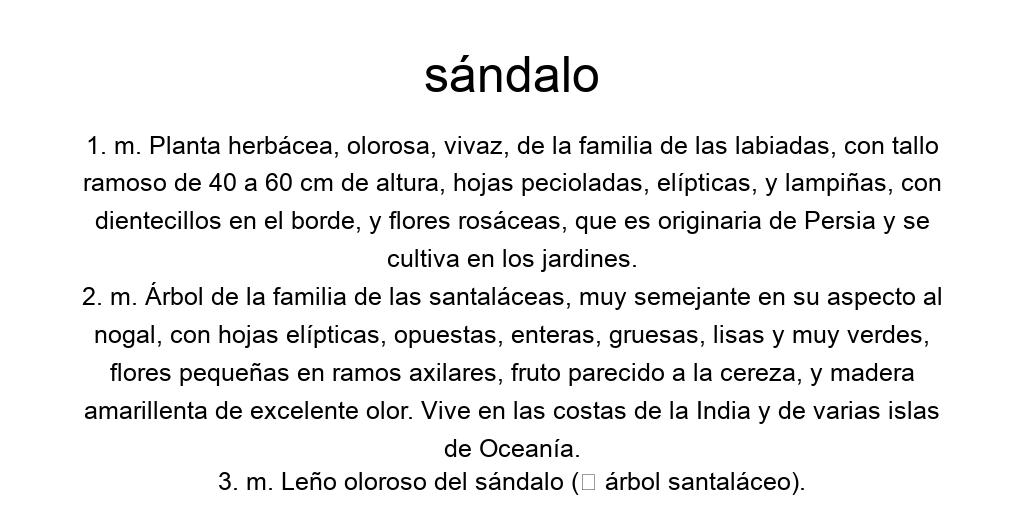 sándalo
1. m. Planta herbácea, olorosa, vivaz, de la familia de las labiadas, con tallo
ramoso de 40 a 60 cm de altura, hojas pecioladas, elípticas, y lampiñas, con
dientecillos en el borde, y flores rosáceas, que es originaria de Persia y se
cultiva en los jardines.
2. m. Árbol de la familia de las santaláceas, muy semejante en su aspecto al
nogal, con hojas elípticas, opuestas, enteras, gruesas, lisas y muy verdes,
flores pequeñas en ramos axilares, fruto parecido a la cereza, y madera
amarillenta de excelente olor. Vive en las costas de la India y de varias islas
de Oceanía.
3. m. Leño oloroso del sándalo (▯ árbol santaláceo).